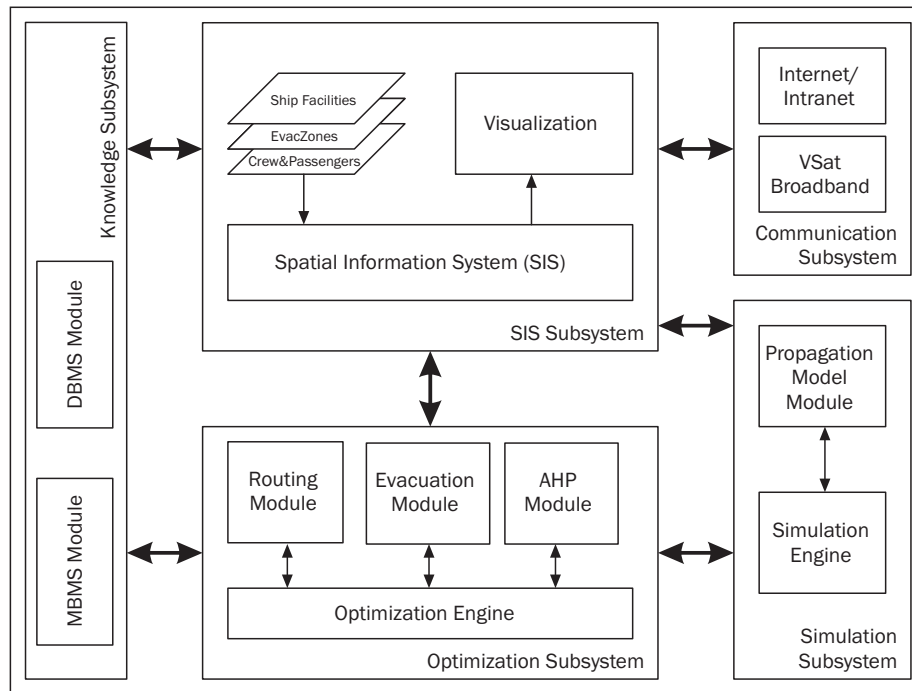 Knowledge Subsystem
DBMS Module
MBMS Module
Ship Facilities
EvacZones
Crew&Passengers
Visualization
Spatial Information System (SIS)
SIS Subsystem
Internet/
Intranet
VSat
Broadband
Communication
Subsystem
Routing
Module
Evacuation
Module
AHP
Module
Optimization Engine
Optimization Subsystem
Propagation
Model
Module
Simulation
Engine
Simulation
Subsystem